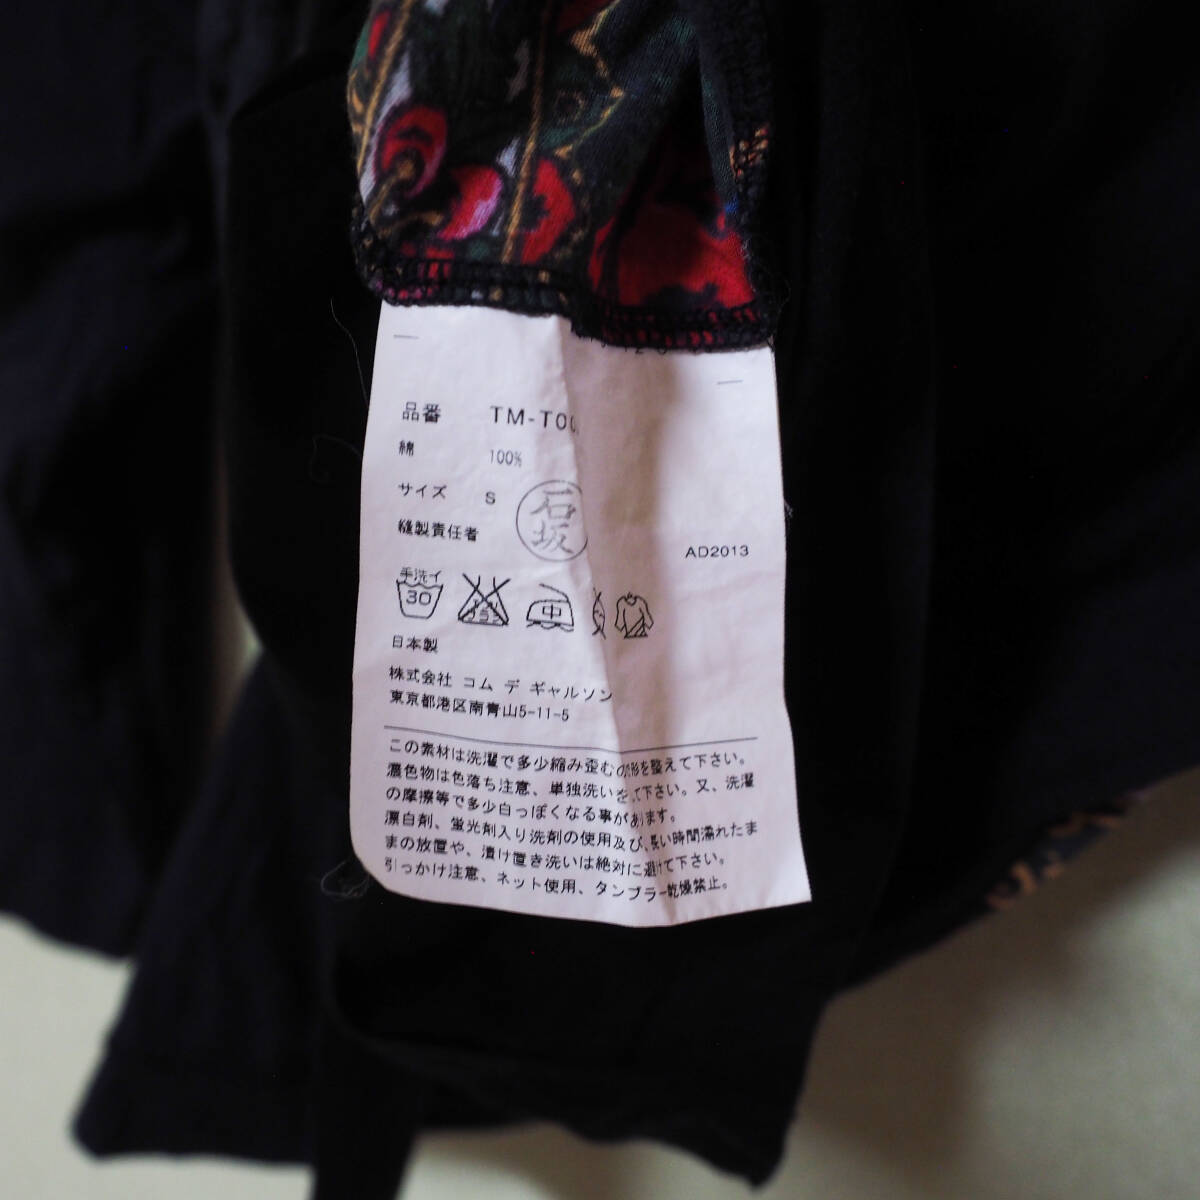 品番 TM-T00
綿 100%
サイズ S
縫製責任者 石坂
AD2013
手洗イ
30 エンソサラシ 中
日本製
株式会社 コム デ ギャルソン
東京都港区南青山5-11-5
この素材は洗濯で多少縮み歪むの形を整えて下さい。
濃色物は色落ち注意、単独洗いをして下さい。又、洗濯
の摩擦等で多少白っぽくなる事があります。
漂白剤、蛍光剤入り洗剤の使用及び、長い時間濡れたま
まの放置や、漬け置き洗いは絶対に避けて下さい。
引っかけ注意、ネット使用、タンブラー乾燥禁止。